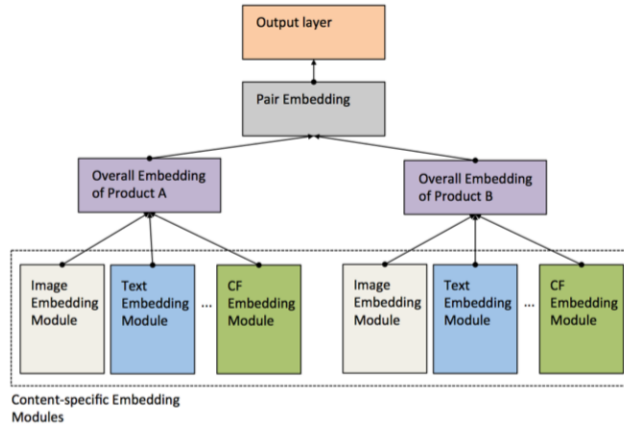 Output layer
Pair Embedding
Overall Embedding
of Product A
Overall Embedding
of Product B
Image
Embedding
Module
Text
Embedding
Module
...
CF
Embedding
Module
Image
Embedding
Module
Text
Embedding
Module
...
CF
Embedding
Module
Content-specific Embedding
Modules